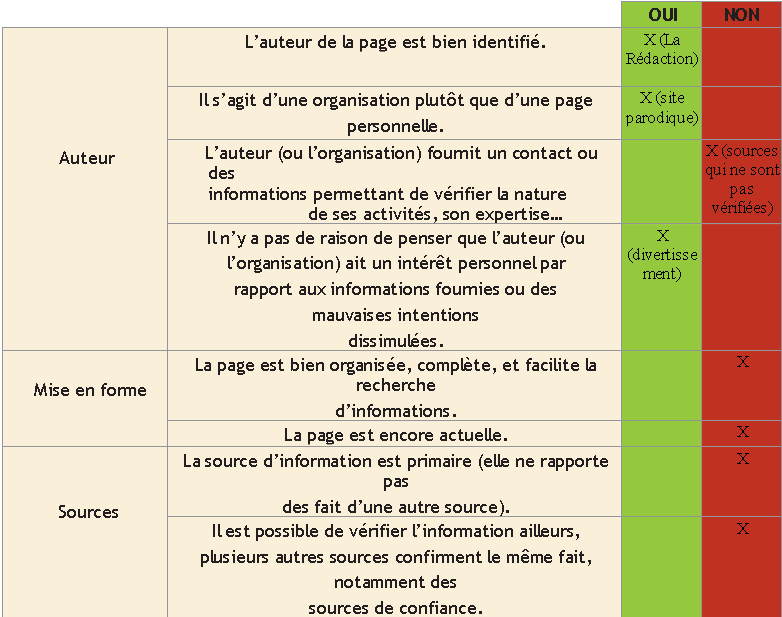 OUI NON
L’auteur de la page est bien identifié.
X (La
Rédaction)
Il s’agit d’une organisation plutôt que d’une page
personnelle.
X (site
parodique)
Auteur
L’auteur (ou l’organisation) fournit un contact ou
des
informations permettant de vérifier la nature
de ses activités, son expertise…
X (sources
qui ne sont
pas
vérifiées)
Il n’y a pas de raison de penser que l’auteur (ou
l’organisation) ait un intérêt personnel par
rapport aux informations fournies ou des
mauvaises intentions
dissimulées.
X
(divertisse
ment)
Mise en forme
La page est bien organisée, complète, et facilite la
recherche
d’informations.
X
La page est encore actuelle.
X
Sources
La source d’information est primaire (elle ne rapporte
pas
des fait d’une autre source).
X
Il est possible de vérifier l’information ailleurs,
plusieurs autres sources confirment le même fait,
notamment des
sources de confiance.
X